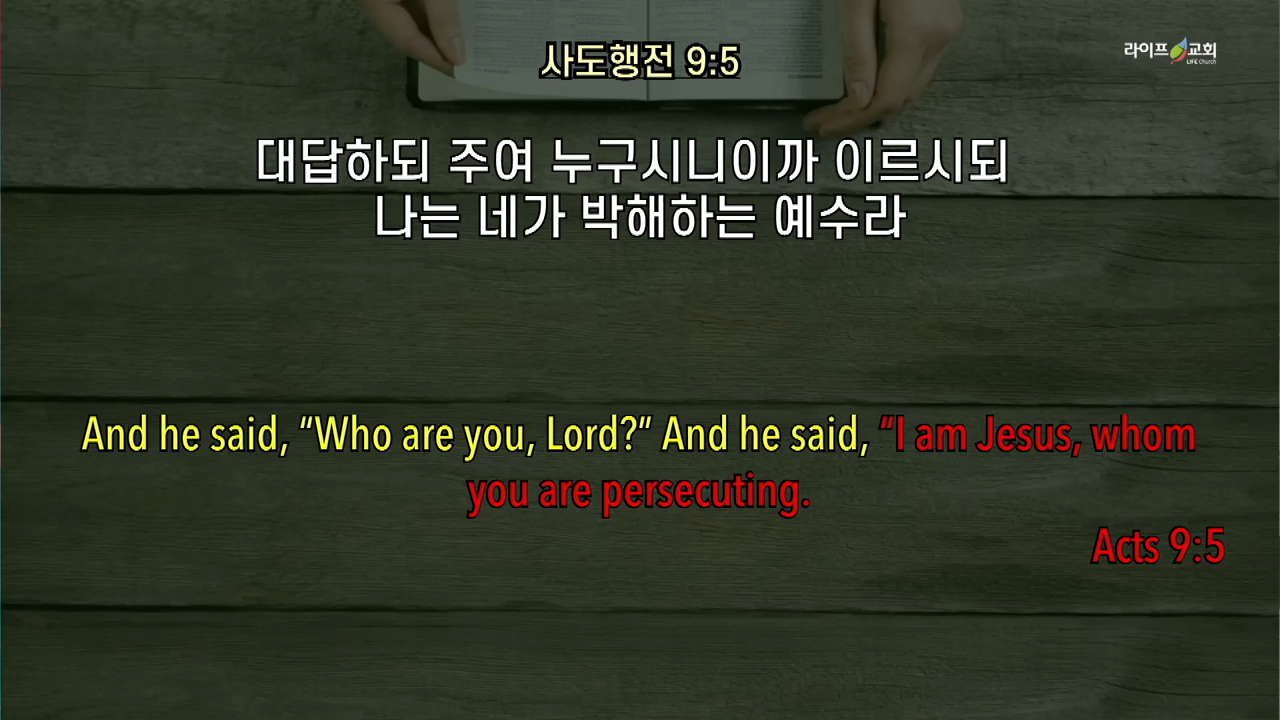 사도행전 9:5
라이프 교회
LIFE Church
대답하되 주여 누구시니이까 이르시되
나는 네가 박해하는 예수라
And he said, “Who are you, Lord?” And he said, “I am Jesus, whom
you are persecuting.
Acts 9:5